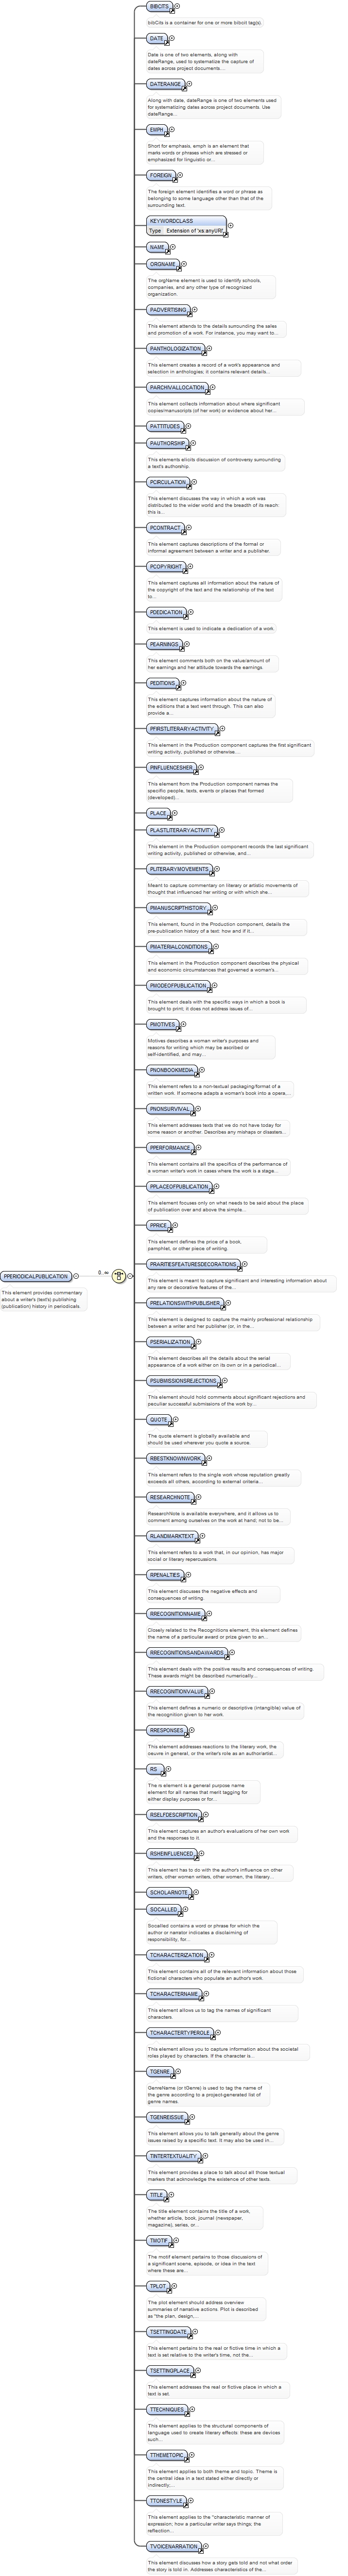 BIBCITS
bibCits is a container for one or more bibcit tag(s).
DATE
Date is one of two elements, along with
dateRange, used to systematize the capture of
dates across project documents....
DATERANGE
Along with date, dateRange is one of two elements used
for systematizing dates across project documents. Use
dateRange...
EMPH
Short for emphasis, emph is an element that
marks words or phrases which are stressed or
emphasized for linguistic or...
FOREIGN
The foreign element identifies a word or phrase as
belonging to some language other than that of the
surrounding text.
KEYWORDCLASS
Type Extension of 'xs:anyURI'
NAME
ORGNAME
The orgName element is used to identify schools,
companies, and any other type of recognized
organization.
PADVERTISING
This element attends to the details surrounding the sales
and promotion of a work. For instance, you may want to...
PANTHOLOGIZATION
This element creates a record of a work's appearance and
selection in anthologies; it contains relevant details...
PARCHIVALLOCATION
This element collects information about where significant
copies/manuscripts (of her work) or evidence about her...
PATTITUDES
PAUTHORSHIP
This elements elicits discussion of controversy surrounding
a text's authorship.
PCIRCULATION
This element discusses the way in which a work was
distributed to the wider world and the breadth of its reach:
this is...
PCONTRACT
This element captures descriptions of the formal or
informal agreement between a writer and a publisher.
PCOPYRIGHT
This element captures all information about the nature of
the copyright of the text and the relationship of the text
to...
PDEDICATION
This element is used to indicate a dedication of a work.
PEARNINGS
This element comments both on the value/amount of
her earnings and her attitude towards the earnings.
PEDITIONS
This element captures information about the nature of
the editions that a text went through. This can also
provide a...
PFIRSTLITERARYACTIVITY
This element in the Production component captures the first significant
writing activity, published or otherwise....
PINFLUENCESHER
This element from the Production component names the
specific people, texts, events or places that formed
(developed)...
PLACE
PLASTLITERARYACTIVITY
This element in the Production component records the last significant
writing activity, published or otherwise, and...
PLITERARYMOVEMENTS
Meant to capture commentary on literary or artistic movements of
thought that influenced her writing or with which she...
PMANUSCRIPTHISTORY
This element, found in the Production component, details the
pre-publication history of a text: how and if it...
PMATERIALCONDITIONS
This element in the Production component describes the physical
and economic circumstances that governed a woman's...
PMODEOFPUBLICATION
This element deals with the specific ways in which a book is
brought to print; it does not address issues of...
PMOTIVES
Motives describes a woman writer's purposes and
reasons for writing which may be ascribed or
self-identified, and may...
PNONBOOKMEDIA
This element refers to a non-textual packaging/format of a
written work. If someone adapts a woman's book into a opera,...
PNONSURVIVAL
This element addresses texts that we do not have today for
some reason or another. Describes any mishaps or disasters...
PPERFORMANCE
This element contains all the specifics of the performance of
a woman writer's work in cases where the work is a stage...
PPLACEOFPUBLICATION
This element focuses only on what needs to be said about the place
of publication over and above the simple...
PPRICE
This element defines the price of a book,
pamphlet, or other piece of writing.
PPERIODICALPUBLICATION
0..∞
This element provides commentary
about a writer's (text's) publishing
(publication) history in periodicals.
PRARITIESFEATURESDECORATIONS
This element is meant to capture significant and interesting information about
any rare or decorative features of the...
PRELATIONSWITHPUBLISHER
This element is designed to capture the mainly professional relationship
between a writer and her publisher (or, in the...
PSERIALIZATION
This element describes all the details about the serial
appearance of a work either on its own or in a periodical...
PSUBMISSIONSREJECTIONS
This element should hold comments about significant rejections and
peculiar successful submissions of the work by...
QUOTE
The quote element is globally available and
should be used wherever you quote a source.
RBESTKNOWNWORK
This element refers to the single work whose reputation greatly
exceeds all others, according to external criteria...
RESEARCHNOTE
ResearchNote is available everywhere, and it allows us to
comment among ourselves on the work at hand, not to be...
RLANDMARKTEXT
This element refers to a work that, in our opinion, has major
social or literary repercussions.
RPENALTIES
This element discusses the negative effects and
consequences of writing.
RRECOGNITIONNAME
Closely related to the Recognitions element, this element defines
the name of a particular award or prize given to an...
RRECOGNITIONSANDAWARDS
This element deals with the positive results and consequences of writing.
These awards might be described numerically...
RRECOGNITIONVALUE
This element defines a numeric or descriptive (intangible) value of
the recognition given to her work.
RRESPONSES
This element addresses reactions to the literary work, the
oeuvre in general, or the writer's role as an author/artist...
RS
The rs element is a general purpose name
element for all names that merit tagging for
either display purposes or for...
RSELFDESCRIPTION
This element captures an author's evaluations of her own work
and the responses to it.
RSHEINFLUENCED
This element has to do with the author's influence on other
writers, other women writers, other women, the literary...
SCHOLARNOTE
SOCALLED
Socalled contains a word or phrase for which the
author or narrator indicates a disclaiming of
responsibility, for...
TCHARACTERIZATION
This element contains all of the relevant information about those
fictional characters who populate an author's work.
TCHARACTERNAME
This element allows us to tag the names of significant
characters.
TCHARACTERTYPEROLE
This element allows you to capture information about the societal
roles played by characters. If the character is...
TGENRE
GenreName (or tGenre) is used to tag the name of
the genre according to a project-generated list of
genre names.
TGENREISSUE
This element allows you to talk generally about the genre
issues raised by a specific text. It may also be used in...
TINTERTEXTUALITY
This element provides a place to talk about all those textual
markers that acknowledge the existence of other texts.
TITLE
The title element contains the title of a work,
whether article, book, journal (newspaper,
magazine), series, or...
TMOTIF
The motif element pertains to those discussions of
a significant scene, episode, or idea in the text
where these are...
TPLOT
The plot element should address overview
summaries of narrative actions. Plot is described
as "the plan, design,...
TSETTINGDATE
This element pertains to the real or fictive time in which a
text is set relative to the writer's time, not the...
TSETTINGPLACE
This element addresses the real or fictive place in which a
text is set.
TTECHNIQUES
This element applies to the structural components of
language used to create literary effects: these are devices
such...
TTHEMETOPIC
This element applies to both theme and topic. Theme is
the central idea in a text stated either directly or
indirectly;...
TTONESTYLE
This element applies to the "characteristic manner of
expression; how a particular writer says things; the
reflection...
TVOICENARRATION
This element discusses how a story gets told and not what order
the story is told in. Addresses characteristics of the...